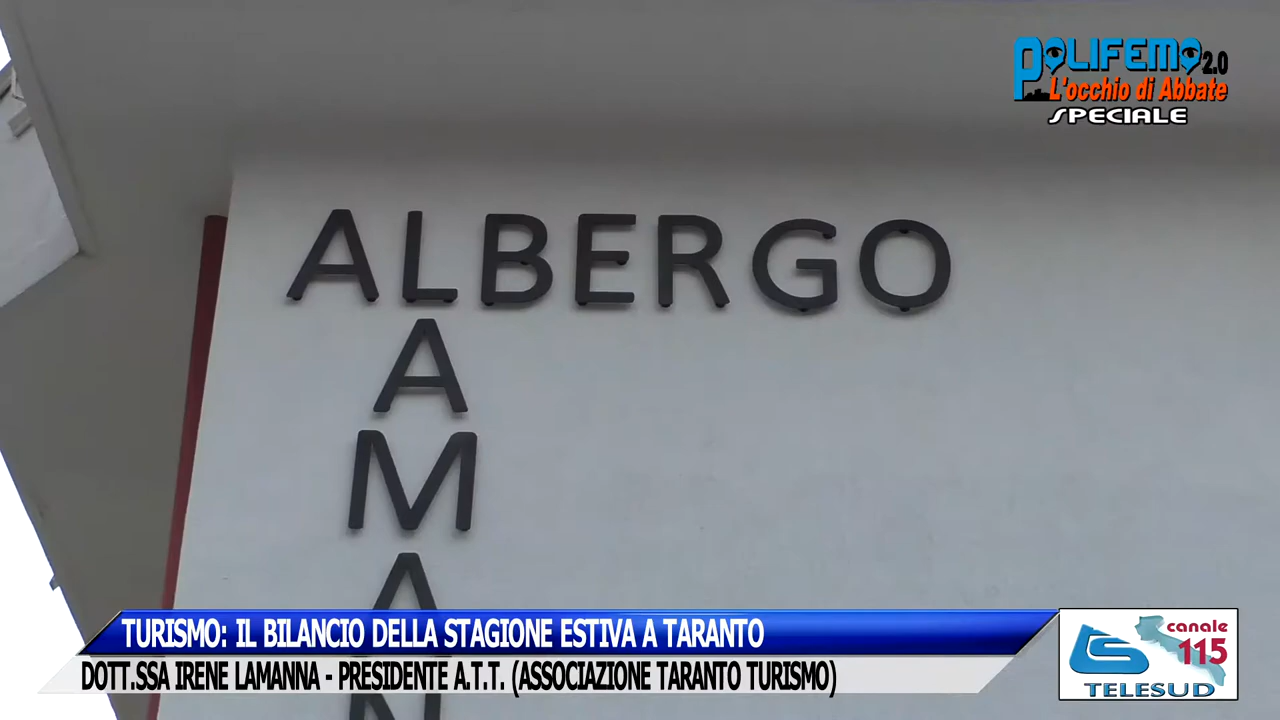 POLIFEMO 2.0
L'occhio di Abbate
SPECIALE
ALBERGO
LAMAN
TURISMO: IL BILANCIO DELLA STAGIONE ESTIVA A TARANTO
DOTT.SSA IRENE LAMANNA - PRESIDENTE A.T.T. (ASSOCIAZIONE TARANTO TURISMO)
canale
115
TELESUD